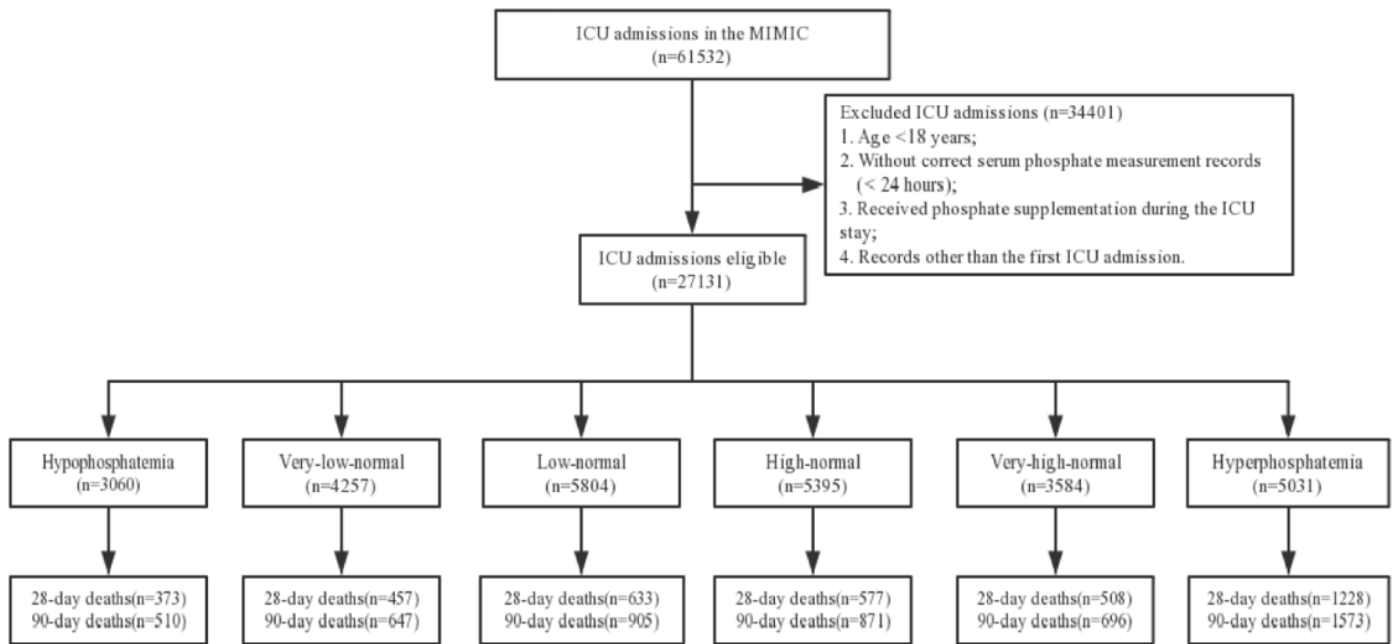 ICU admissions in the MIMIC
(n=61532)
Excluded ICU admissions (n=34401)
1. Age <18 years;
2. Without correct serum phosphate measurement records
(< 24 hours);
3. Received phosphate supplementation during the ICU
stay;
4. Records other than the first ICU admission.
ICU admissions eligible
(n=27131)
Hypophosphatemia
(n=3060)
Very-low-normal
(n=4257)
Low-normal
(n=5804)
High-normal
(n=5395)
Very-high-normal
(n=3584)
Hyperphosphatemia
(n=5031)
28-day deaths(n=373)
90-day deaths(n=510)
28-day deaths(n=457)
90-day deaths(n=647)
28-day deaths(n=633)
90-day deaths(n=905)
28-day deaths(n=577)
90-day deaths(n=871)
28-day deaths(n=508)
90-day deaths(n=696)
28-day deaths(n=1228)
90-day deaths(n=1573)